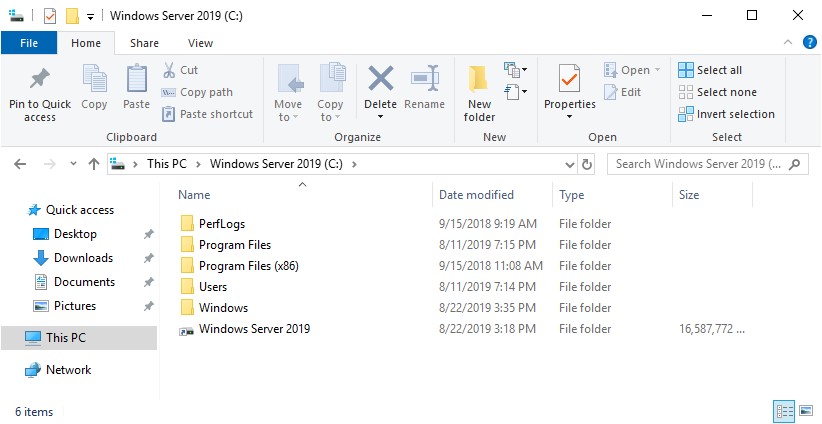 Windows Server 2019 (C:)
File Home Share View
Pin to Quick access
Copy
Paste
Cut
Copy path
Paste shortcut
Move to
Copy to
Delete
Rename
New folder
Properties
Open
Edit
Select all
Select none
Invert selection
Clipboard Organize New Open Select
This PC > Windows Server 2019 (C:) >
Search Windows Server 2019 (...
Quick access
Desktop
Downloads
Documents
Pictures
This PC
Network
Name Date modified Type Size
PerfLogs 9/15/2018 9:19 AM File folder
Program Files 8/11/2019 7:15 PM File folder
Program Files (x86) 9/15/2018 11:08 AM File folder
Users 8/11/2019 7:14 PM File folder
Windows 8/22/2019 3:35 PM File folder
Windows Server 2019 8/22/2019 3:18 PM File folder 16,587,772 ...
6 items